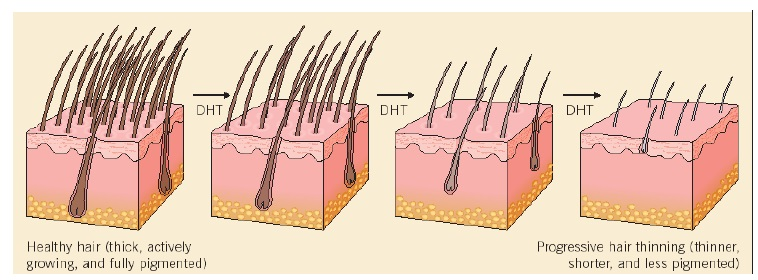 DHT
DHT
DHT
Healthy hair (thick, actively
growing, and fully pigmented)
Progressive hair thinning (thinner,
shorter, and less pigmented)